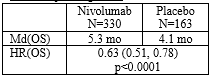 Nivolumab Placebo
N=330 N=163
Md(OS) 5.3 mo 4.1 mo
HR(OS) 0.63 (0.51, 0.78)
p<0.0001